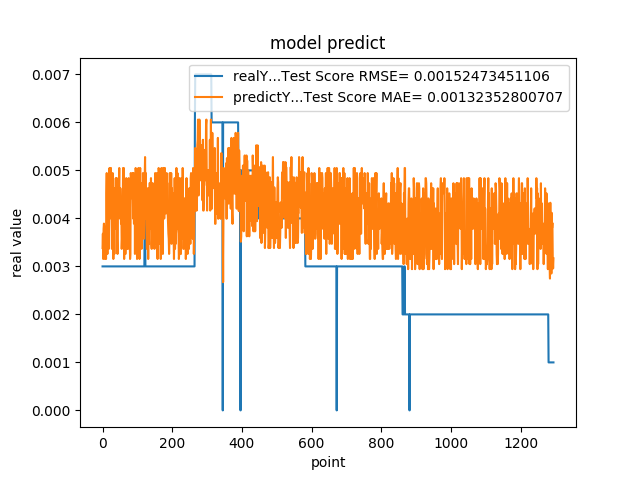 model predict
realY...Test Score RMSE= 0.00152473451106
predictY...Test Score MAE= 0.00132352800707
0.007
0.006
0.005
0.004
0.003
0.002
0.001
0.000
real value
0 200 400 600 800 1000 1200
point